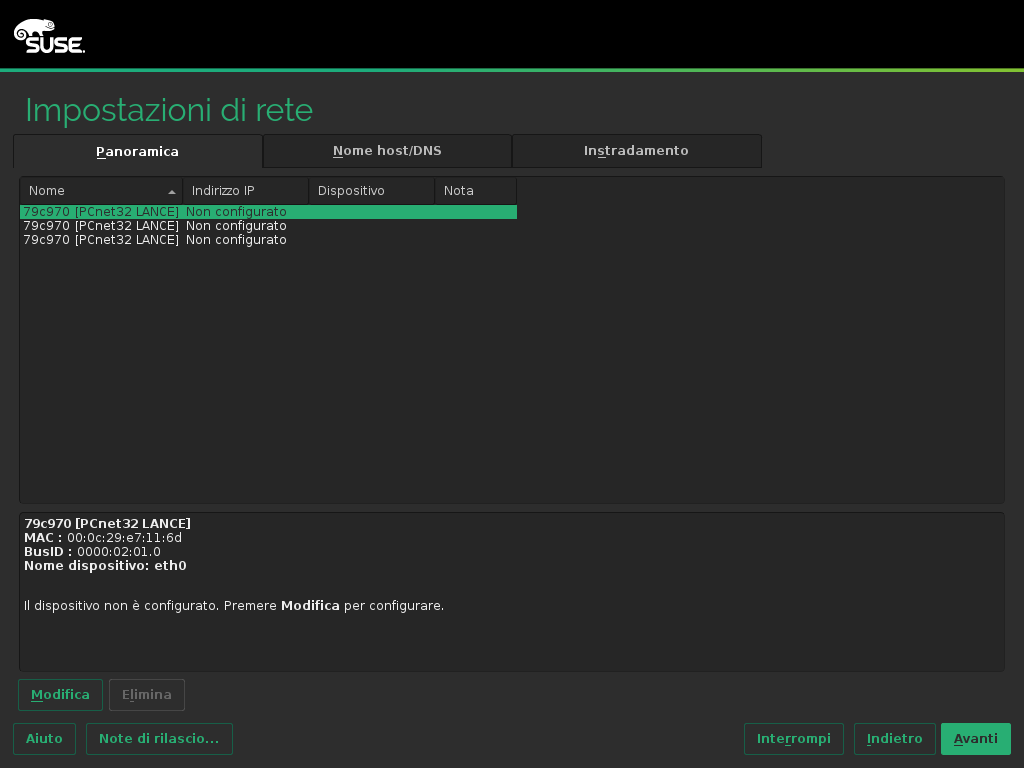 SUSE.
Impostazioni di rete
Panoramica Nome host/DNS Instradamento
Nome Indirizzo IP Dispositivo Nota
79c970 [PCnet32 LANCE] Non configurato
79c970 [PCnet32 LANCE] Non configurato
79c970 [PCnet32 LANCE] Non configurato
79c970 [PCnet32 LANCE]
MAC : 00:0c:29:e7:11:6d
BusID : 0000:02:01.0
Nome dispositivo: eth0
Il dispositivo non è configurato. Premere Modifica per configurare.
Modifica Elimina
Aiuto Note di rilascio... Interrompi Indietro Avanti